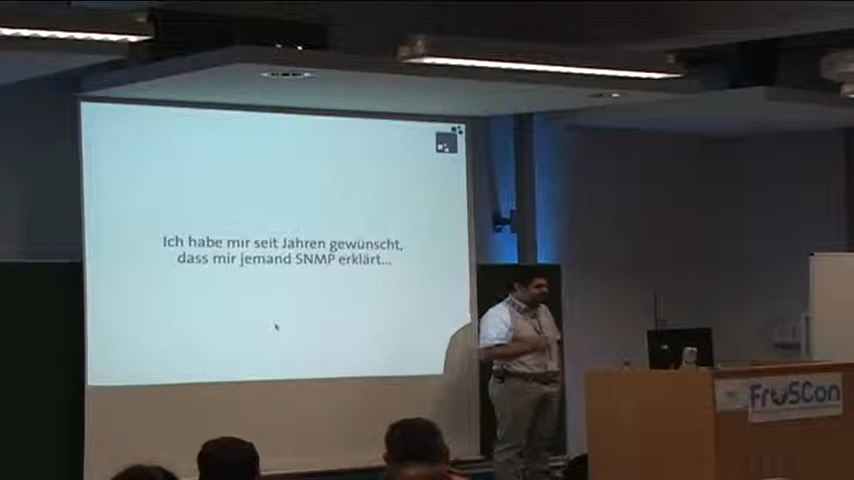 Ich habe mir seit Jahren gewünscht,
dass mir jemand SNMP erklärt...
FrOSCon